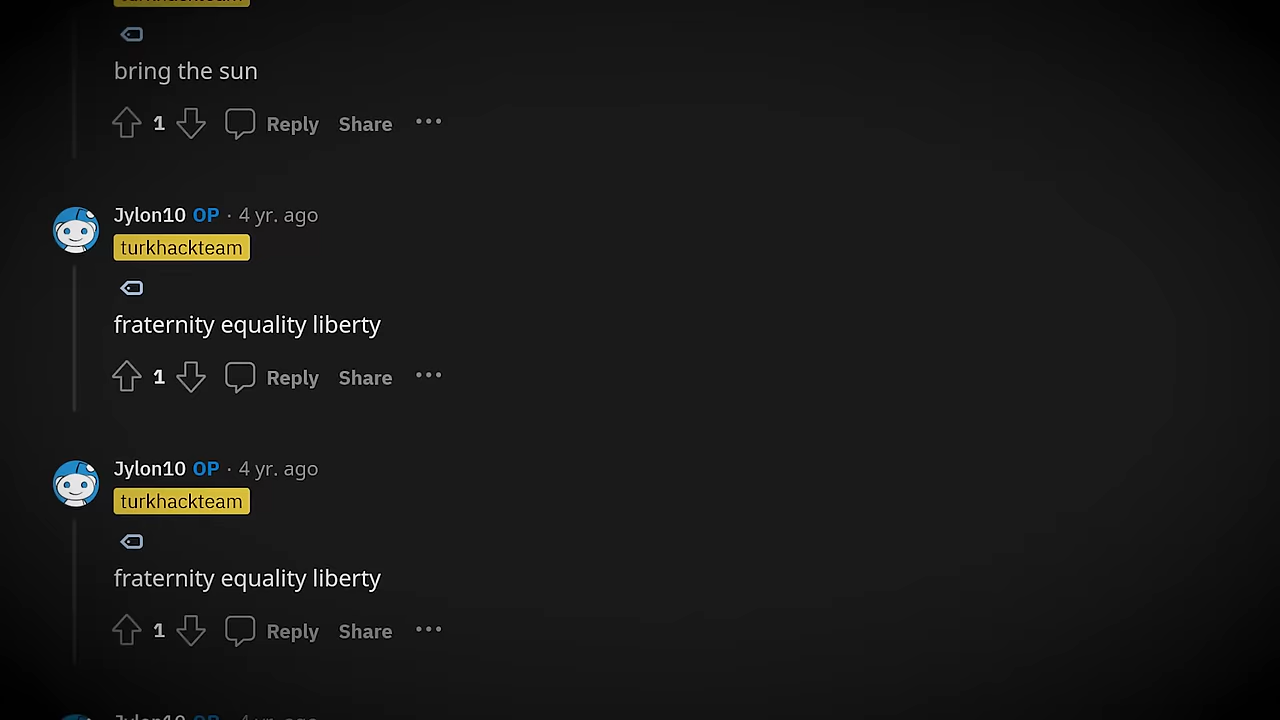 turkhackteam
bring the sun
1 Reply Share
Jylon10 OP · 4 yr. ago
turkhackteam
fraternity equality liberty
1 Reply Share
Jylon10 OP · 4 yr. ago
turkhackteam
fraternity equality liberty
1 Reply Share
Jylon10 OP · 4 yr. ago